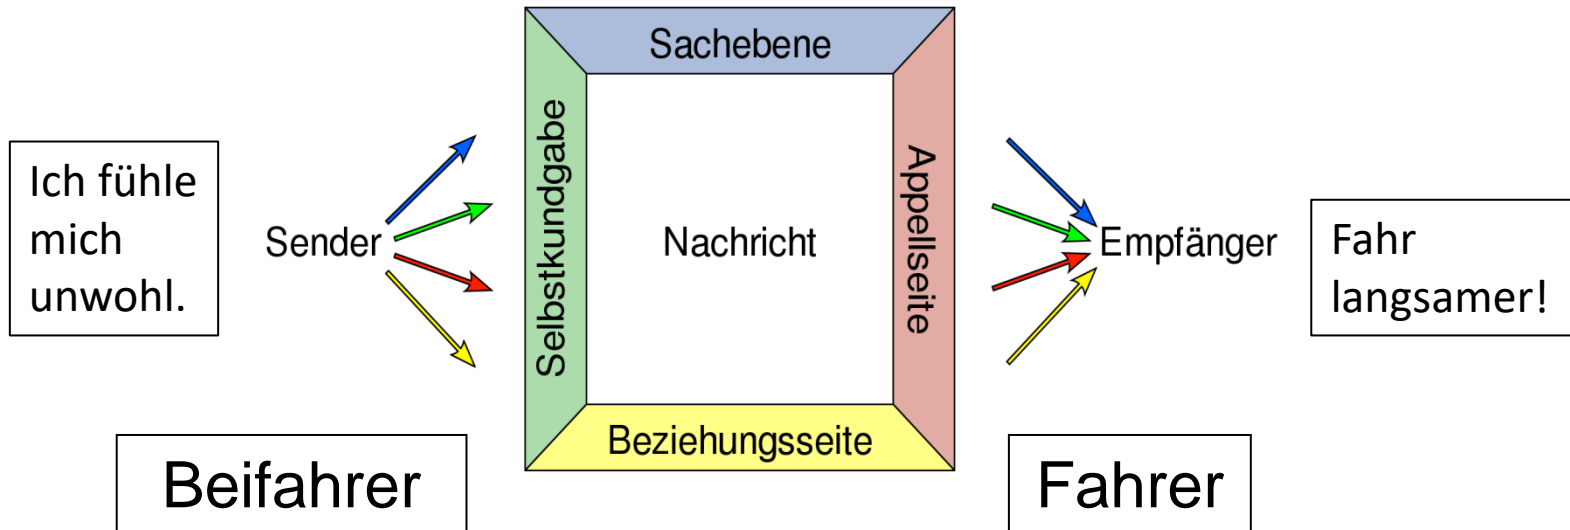 Sachebene
Ich fühle
mich
unwohl.
Sender
Selbstkundgabe
Nachricht
Appellseite
Empfänger
Fahr
langsamer!
Beziehungsseite
Beifahrer
Fahrer